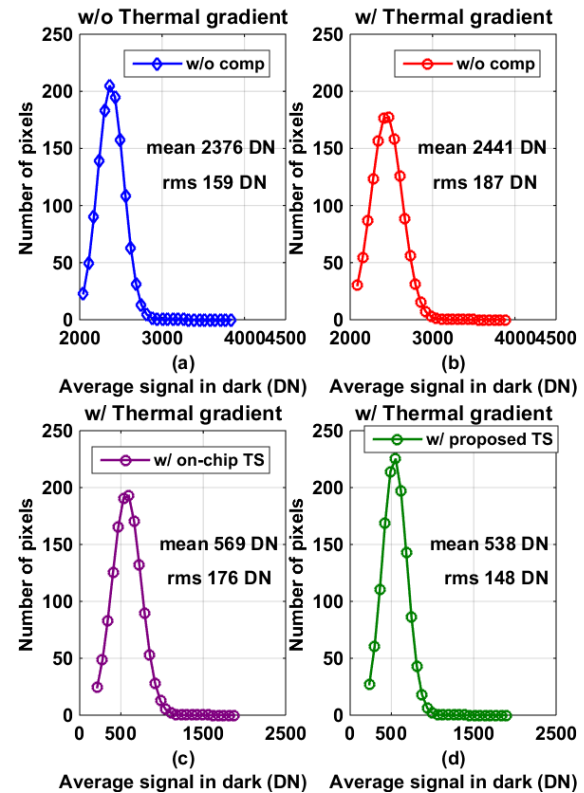 w/o Thermal gradient
250
200
150
100
50
0
Number of pixels
w/o comp
mean 2376 DN
rms 159 DN
2000
3000
4000
4500
(a)
Average signal in dark (DN)
w/ Thermal gradient
250
200
150
100
50
0
Number of pixels
w/o comp
mean 2441 DN
rms 187 DN
2000
3000
4000
4500
(b)
Average signal in dark (DN)
w/ Thermal gradient
250
200
150
100
50
0
Number of pixels
w/ on-chip TS
mean 569 DN
rms 176 DN
0
500
1500
2500
(c)
Average signal in dark (DN)
w/ Thermal gradient
250
200
150
100
50
0
Number of pixels
w/ proposed TS
mean 538 DN
rms 148 DN
0
500
1500
2500
(d)
Average signal in dark (DN)